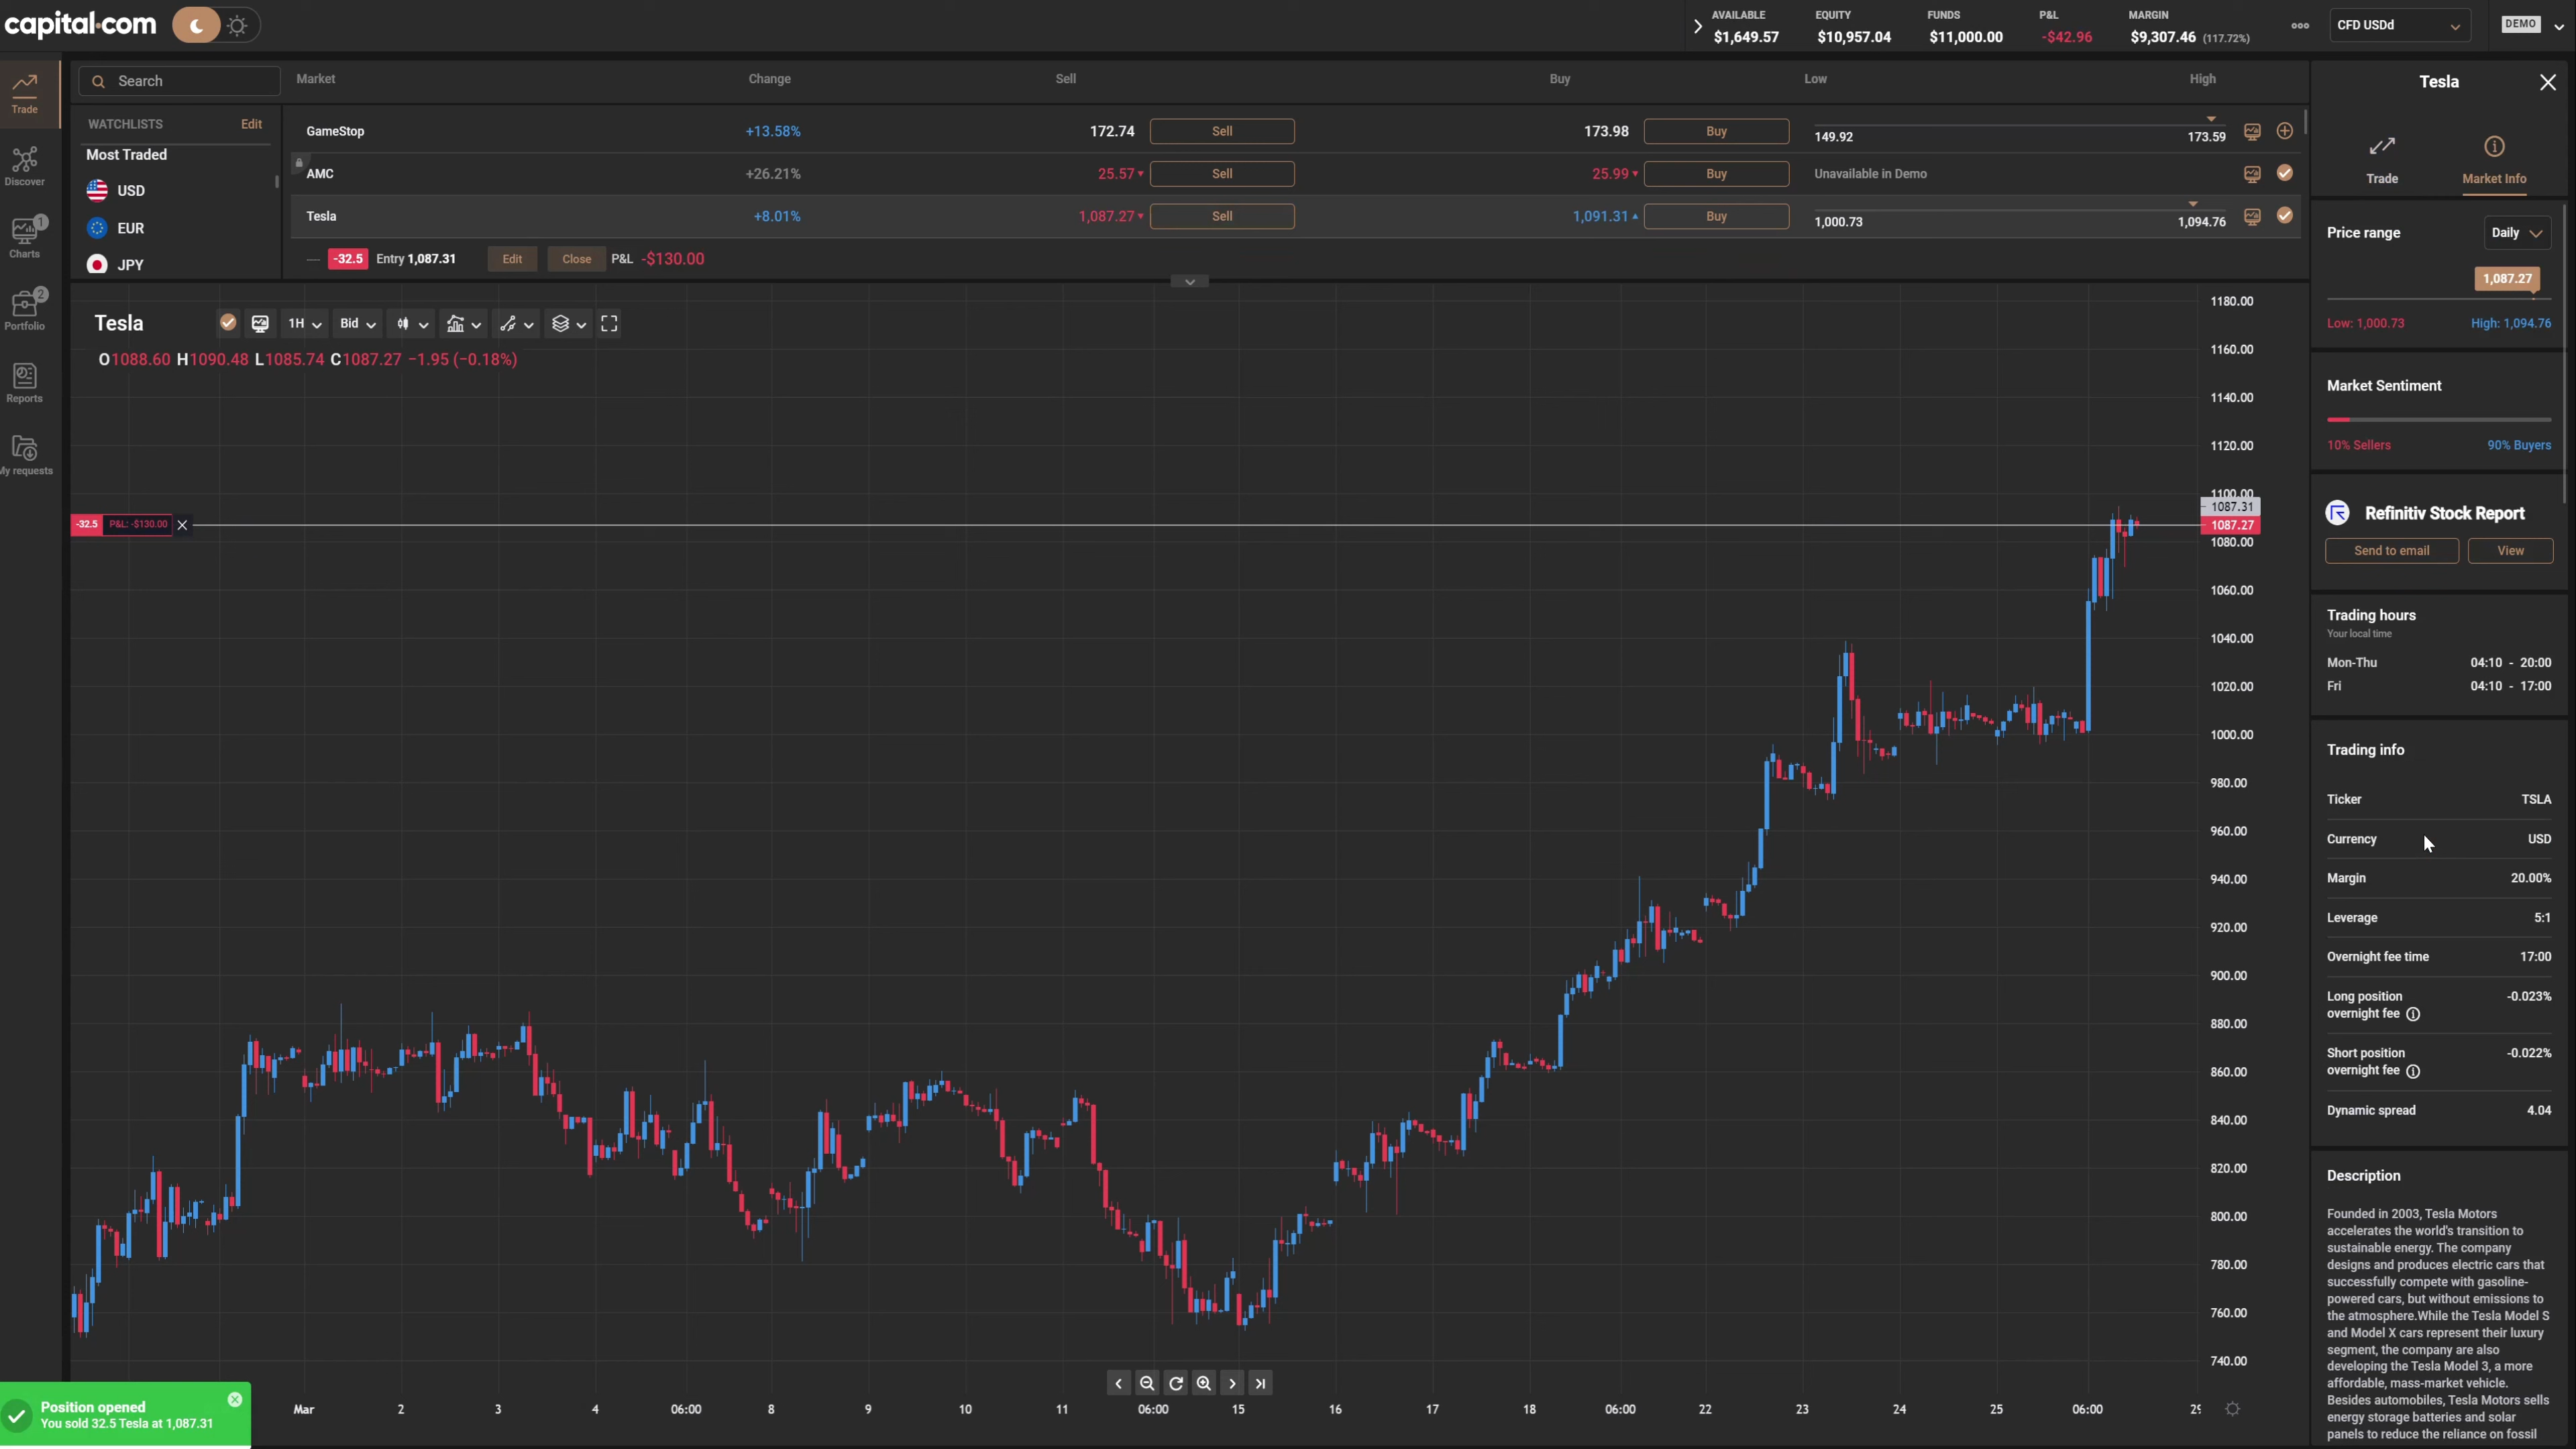 capital.com
AVAILABLE EQUITY FUNDS P&L MARGIN
$1,649.57 $10,957.04 $11,000.00 -$42.96 $9,307.46 (117.72%)
CFD USDd
DEMO
Trade
Discover
1
Charts
2
Portfolio
Reports
My requests
Search
WATCHLISTS Edit
Most Traded
USD
EUR
JPY
Market Change Sell Buy Low High
GameStop +13.58% 172.74 Sell 173.98 Buy 149.92 173.59
AMC +26.21% 25.57 Sell 25.99 Buy Unavailable in Demo
Tesla +8.01% 1,087.27 Sell 1,091.31 Buy 1,000.73 1,094.76
-32.5 Entry 1,087.31 Edit Close P&L -$130.00
Tesla 1H Bid
O1088.60 H1090.48 L1085.74 C1087.27 −1.95 (−0.18%)
-32.5 P&L: -$130.00
1180.00
1160.00
1140.00
1120.00
1100.00
1087.31
1087.27
1080.00
1060.00
1040.00
1020.00
1000.00
980.00
960.00
940.00
920.00
900.00
880.00
860.00
840.00
820.00
800.00
780.00
760.00
740.00
Mar 2 3 4 06:00 8 9 10 11 06:00 15 16 17 18 06:00 22 23 24 25 06:00 29
Position opened
You sold 32.5 Tesla at 1,087.31
Tesla
Trade Market Info
Price range Daily
1,087.27
Low: 1,000.73 High: 1,094.76
Market Sentiment
10% Sellers 90% Buyers
Refinitiv Stock Report
Send to email View
Trading hours
Your local time
Mon-Thu 04:10 - 20:00
Fri 04:10 - 17:00
Trading info
Ticker TSLA
Currency USD
Margin 20.00%
Leverage 5:1
Overnight fee time 17:00
Long position -0.023%
overnight fee
Short position -0.022%
overnight fee
Dynamic spread 4.04
Description
Founded in 2003, Tesla Motors
accelerates the world's transition to
sustainable energy. The company
designs and produces electric cars that
successfully compete with gasoline-
powered cars, but without emissions to
the atmosphere.While the Tesla Model S
and Model X cars represent their luxury
segment, the company are also
developing the Tesla Model 3, a more
affordable, mass-market vehicle.
Besides automobiles, Tesla Motors sells
energy storage batteries and solar
panels to reduce the reliance on fossil